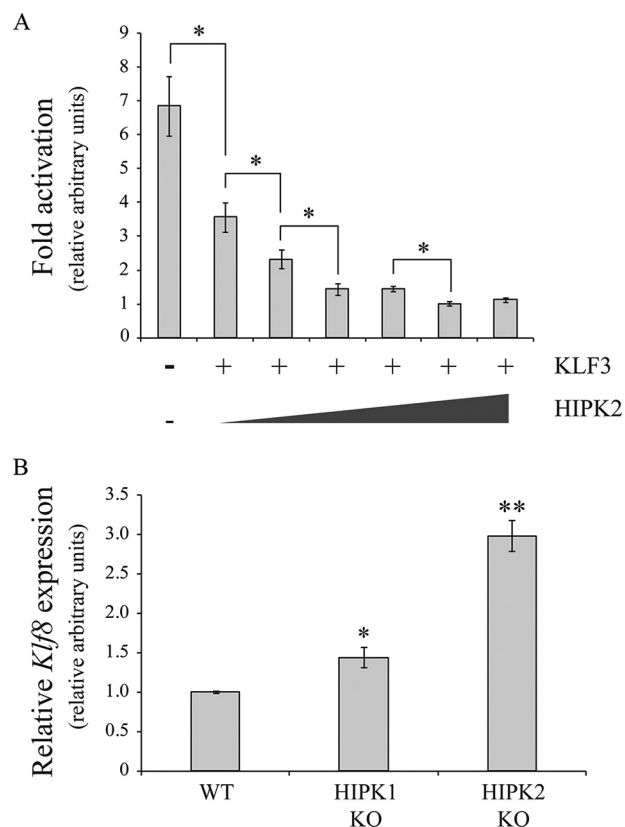 A
Fold activation
(relative arbitrary units)
9
8
7
6
5
4
3
2
1
0
*
*
*
*
- + + + + + + KLF3
- HIPK2
B
Relative Klf8 expression
(relative arbitrary units)
3.5
3.0
2.5
2.0
1.5
1.0
0.5
0
*
**
WT HIPK1 KO HIPK2 KO